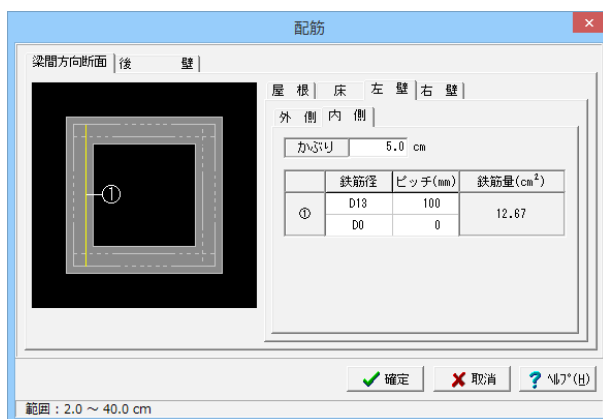 配筋
梁間方向断面 後 壁
屋 根 床 左 壁 右 壁
外 側 内 側
かぶり 5.0 cm
鉄筋径 ピッチ(mm) 鉄筋量(cm²)
① D13 100 12.67
D0 0
①
確定 取消 ヘルプ(H)
範囲：2.0 ～ 40.0 cm